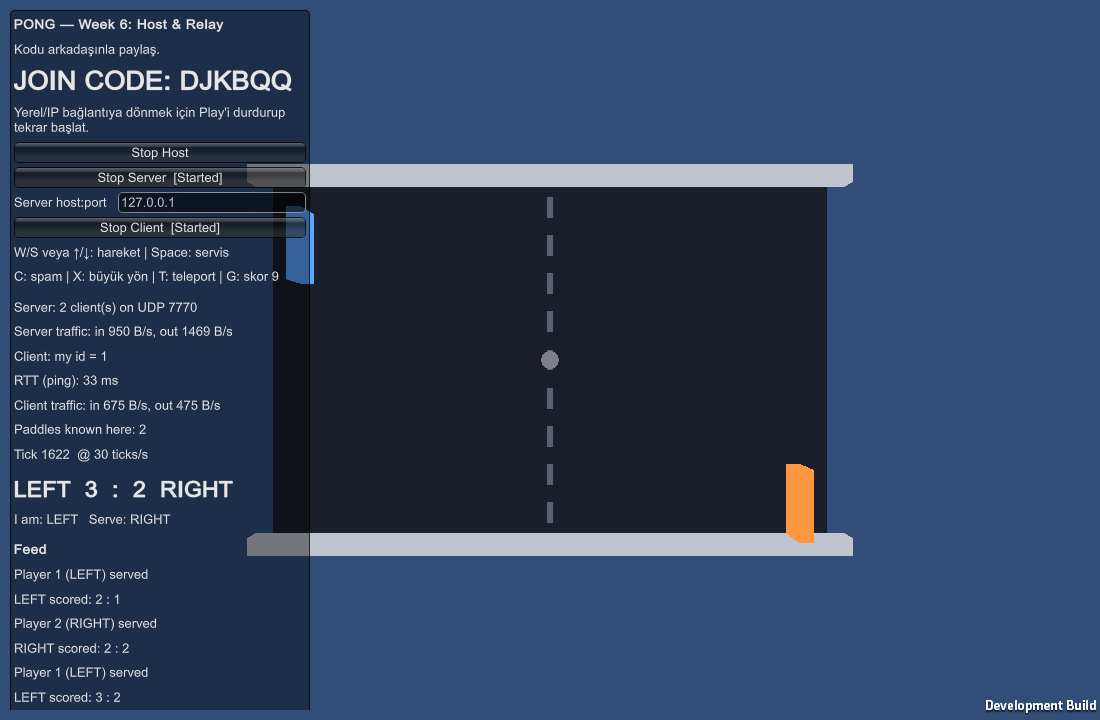 PONG — Week 6: Host & Relay
Kodu arkadaşınla paylaş.
JOIN CODE: DJKBQQ
Yerel/IP bağlantıya dönmek için Play'i durdurup
tekrar başlat.
Stop Host
Stop Server  [Started]
Server host:port 127.0.0.1
Stop Client  [Started]
W/S veya ↑/↓: hareket | Space: servis
C: spam | X: büyük yön | T: teleport | G: skor 9
Server: 2 client(s) on UDP 7770
Server traffic: in 950 B/s, out 1469 B/s
Client: my id = 1
RTT (ping): 33 ms
Client traffic: in 675 B/s, out 475 B/s
Paddles known here: 2
Tick 1622  @ 30 ticks/s
LEFT  3  :  2  RIGHT
I am: LEFT   Serve: RIGHT
Feed
Player 1 (LEFT) served
LEFT scored: 2 : 1
Player 2 (RIGHT) served
RIGHT scored: 2 : 2
Player 1 (LEFT) served
LEFT scored: 3 : 2
Development Build